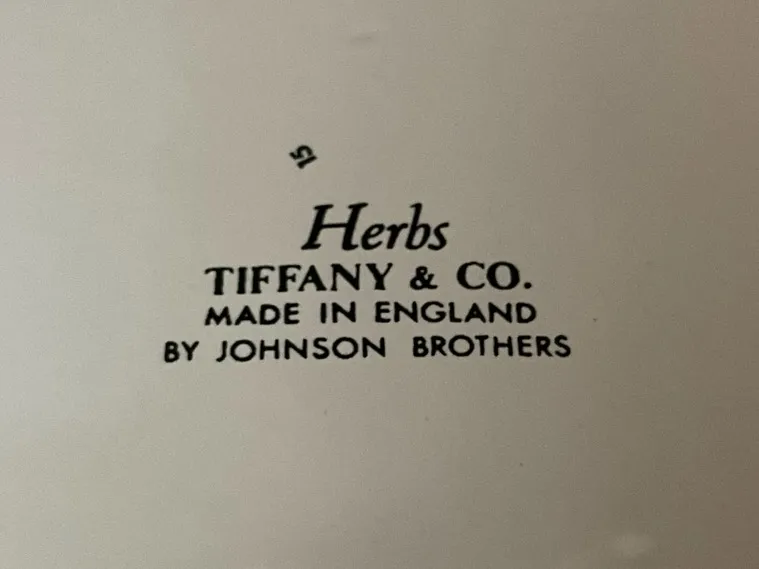 15
Herbs
TIFFANY & CO.
MADE IN ENGLAND
BY JOHNSON BROTHERS